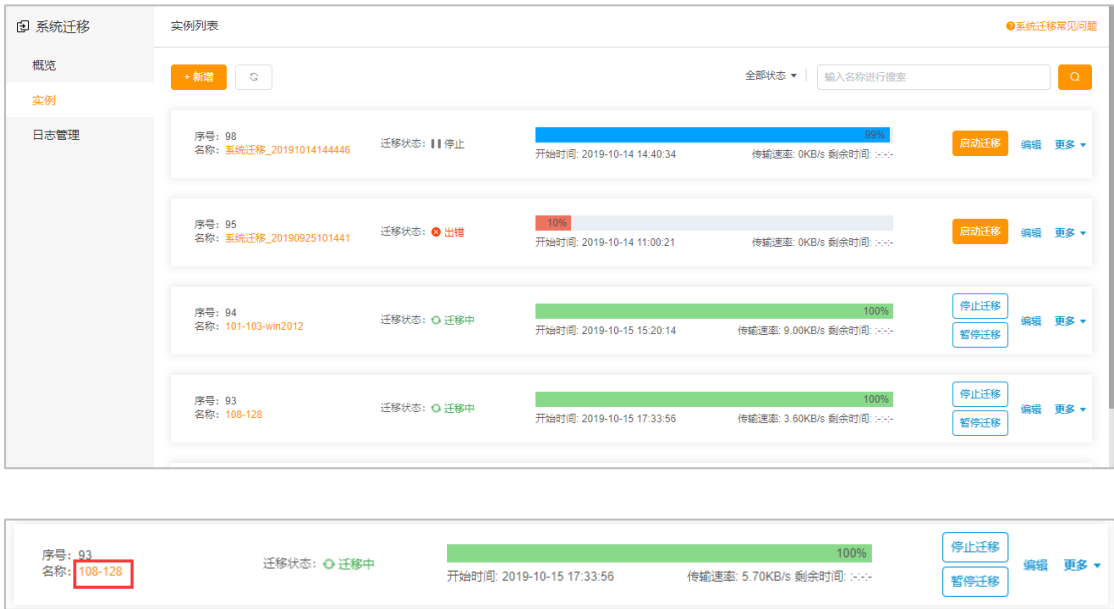 系统迁移
实例列表
系统迁移常见问题
概览
实例
日志管理
+ 新增
全部状态
输入名称进行搜索
序号: 98
名称: 系统迁移_20191014144446
迁移状态: 停止
99%
开始时间: 2019-10-14 14:40:34
传输速率: 0KB/s 剩余时间: :-:-:-
启动迁移
编辑 更多
序号: 95
名称: 系统迁移_20190925101441
迁移状态: 出错
10%
开始时间: 2019-10-14 11:00:21
传输速率: 0KB/s 剩余时间: :-:-:-
启动迁移
编辑 更多
序号: 94
名称: 101-103-win2012
迁移状态: 迁移中
100%
开始时间: 2019-10-15 15:20:14
传输速率: 9.00KB/s 剩余时间: :-:-:-
停止迁移
暂停迁移
编辑 更多
序号: 93
名称: 108-128
迁移状态: 迁移中
100%
开始时间: 2019-10-15 17:33:56
传输速率: 3.60KB/s 剩余时间: :-:-:-
停止迁移
暂停迁移
编辑 更多
序号: 93
名称: 108-128
迁移状态: 迁移中
100%
开始时间: 2019-10-15 17:33:56
传输速率: 5.70KB/s 剩余时间: :-:-:-
停止迁移
暂停迁移
编辑 更多